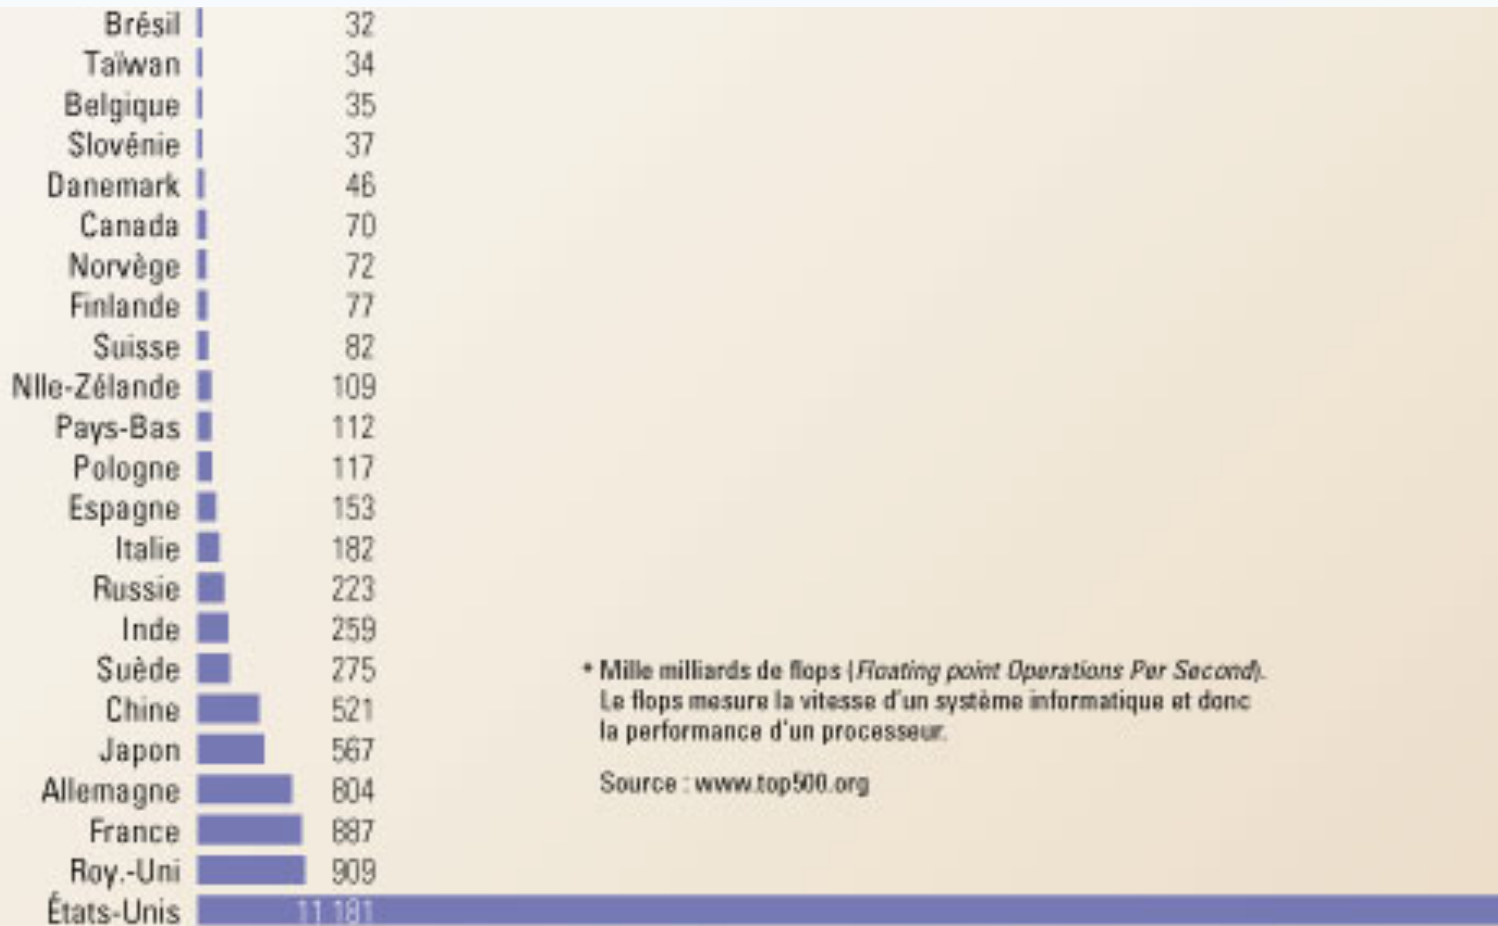 Brésil 32
Taïwan 34
Belgique 35
Slovénie 37
Danemark 46
Canada 70
Norvège 72
Finlande 77
Suisse 82
Nlle-Zélande 109
Pays-Bas 112
Pologne 117
Espagne 153
Italie 182
Russie 223
Inde 259
Suède 275
Chine 521
Japon 567
Allemagne 804
France 887
Roy.-Uni 909
États-Unis 11 181
* Mille milliards de flops (Floating point Operations Per Second).
Le flops mesure la vitesse d'un système informatique et donc
la performance d'un processeur.
Source : www.top500.org